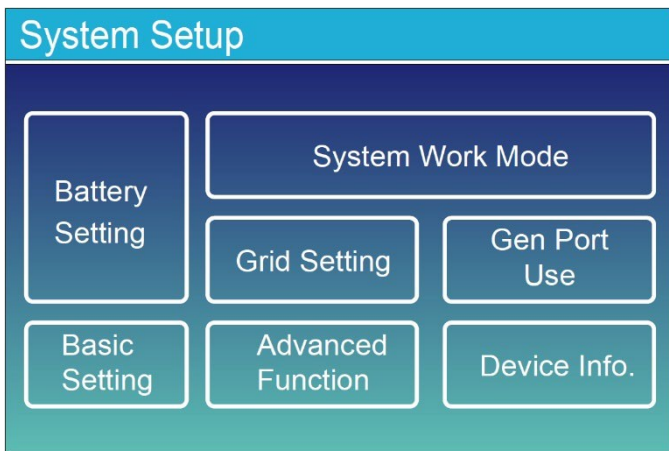 System Setup
Battery
Setting
System Work Mode
Grid Setting
Gen Port
Use
Basic
Setting
Advanced
Function
Device Info.